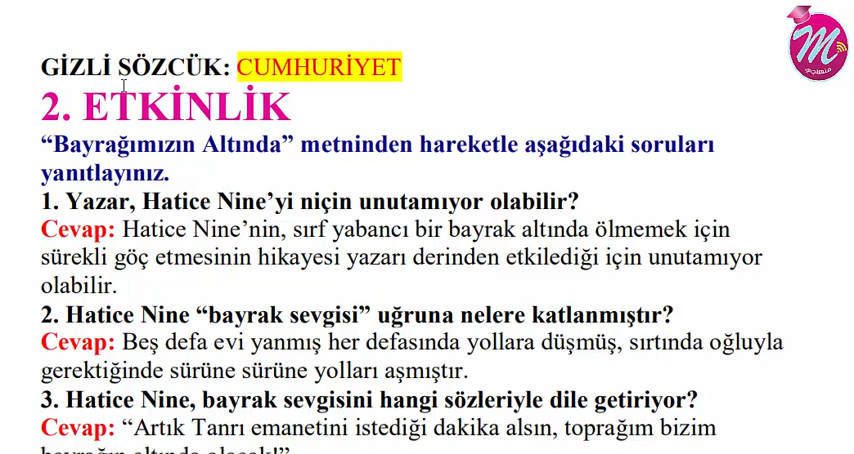 GİZLİ SÖZCÜK: CUMHURİYET
2. ETKİNLİK
“Bayrağımızın Altında” metninden hareketle aşağıdaki soruları
yanıtlayınız.
1. Yazar, Hatice Nine’yi niçin unutamıyor olabilir?
Cevap: Hatice Nine’nin, sırf yabancı bir bayrak altında ölmemek için
sürekli göç etmesinin hikayesi yazarı derinden etkilediği için unutamıyor
olabilir.
2. Hatice Nine “bayrak sevgisi” uğruna nelere katlanmıştır?
Cevap: Beş defa evi yanmış her defasında yollara düşmüş, sırtında oğluyla
gerektiğinde sürüne sürüne yolları aşmıştır.
3. Hatice Nine, bayrak sevgisini hangi sözleriyle dile getiriyor?
Cevap: “Artık Tanrı emanetini istediği dakika alsın, toprağım bizim
bayrağın altında olacak!”